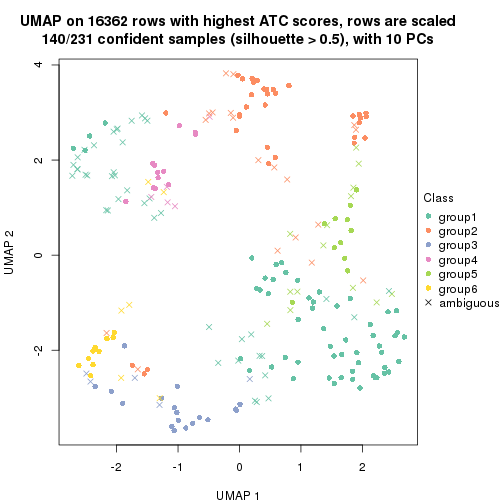 UMAP on 16362 rows with highest ATC scores, rows are scaled
140/231 confident samples (silhouette > 0.5), with 10 PCs
4
2
0
-2
UMAP 2
-2
-1
0
1
2
UMAP 1
Class
group1
group2
group3
group4
group5
group6
ambiguous